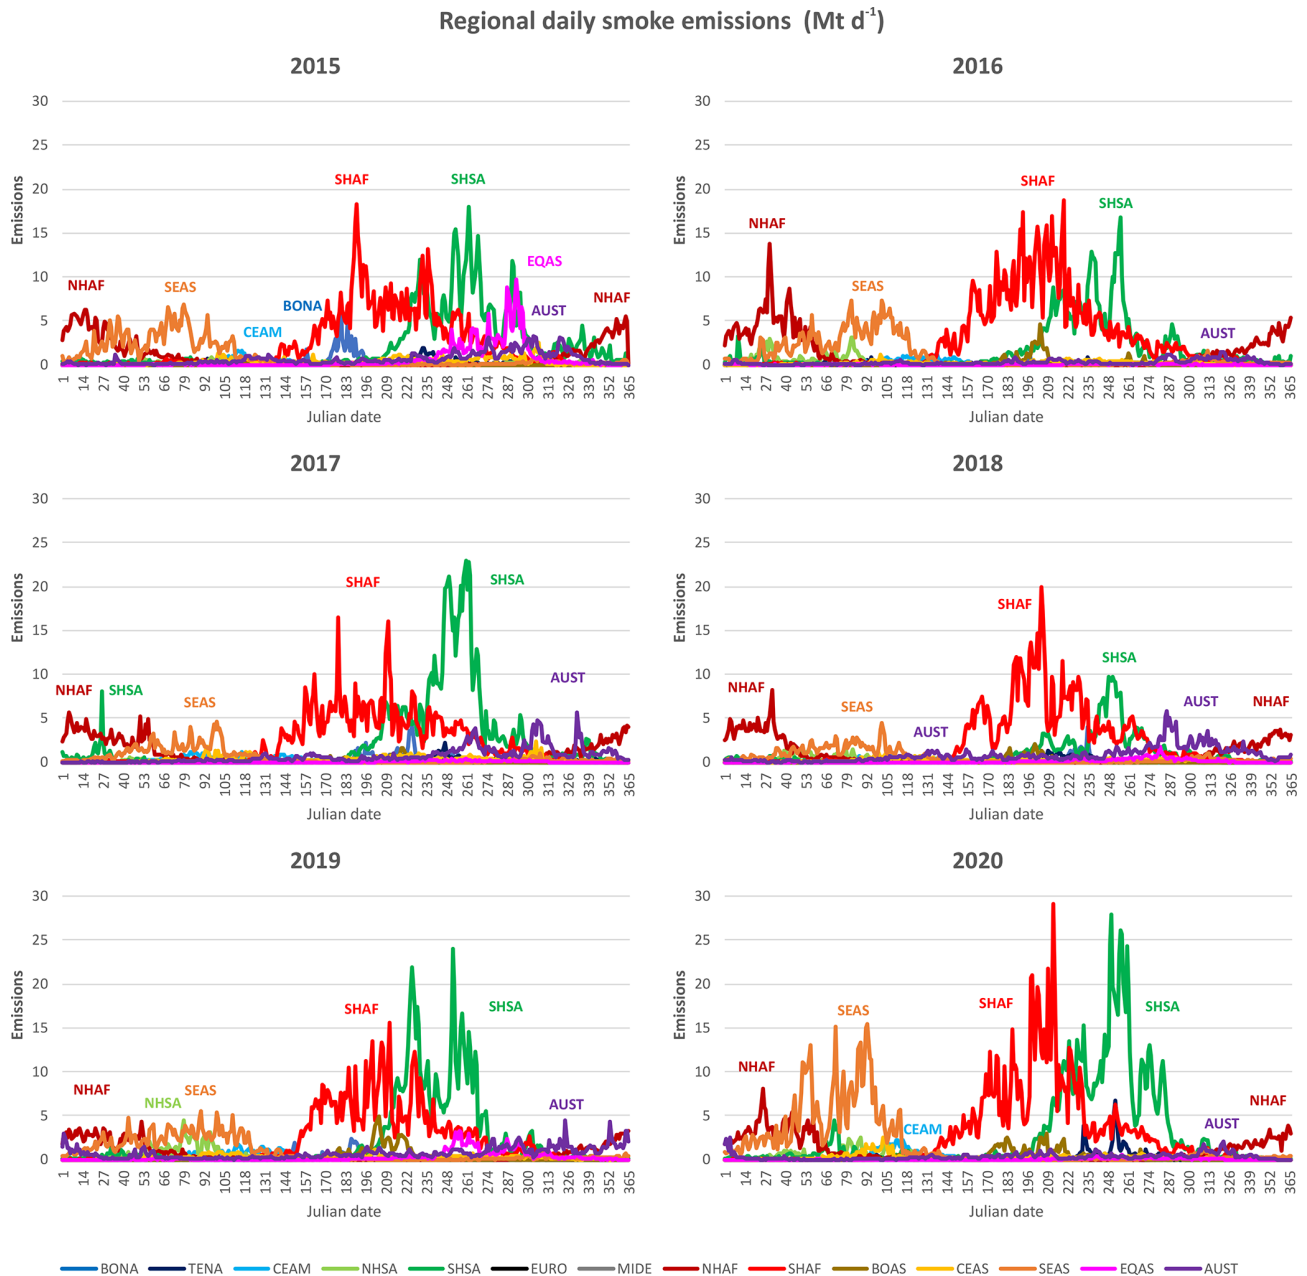 Regional daily smoke emissions (Mt d-1)
2015
30
25
20
15
10
5
0
Emissions
NHAF
SEAS
CEAM
BONA
SHAF
SHSA
EQAS
AUST
NHAF
1 14 27 40 53 66 79 92 105 118 131 144 157 170 183 196 209 222 235 248 261 274 287 300 313 326 339 352 365
Julian date
2016
30
25
20
15
10
5
0
Emissions
NHAF
SEAS
SHAF
SHSA
AUST
1 14 27 40 53 66 79 92 105 118 131 144 157 170 183 196 209 222 235 248 261 274 287 300 313 326 339 352 365
Julian date
2017
30
25
20
15
10
5
0
Emissions
NHAF
SHSA
SEAS
SHAF
SHSA
AUST
1 14 27 40 53 66 79 92 105 118 131 144 157 170 183 196 209 222 235 248 261 274 287 300 313 326 339 352 365
Julian date
2018
30
25
20
15
10
5
0
Emissions
NHAF
SEAS
AUST
SHAF
SHSA
AUST
NHAF
1 14 27 40 53 66 79 92 105 118 131 144 157 170 183 196 209 222 235 248 261 274 287 300 313 326 339 352 365
Julian date
2019
30
25
20
15
10
5
0
Emissions
NHAF
NHSA
SEAS
SHAF
SHSA
AUST
1 14 27 40 53 66 79 92 105 118 131 144 157 170 183 196 209 222 235 248 261 274 287 300 313 326 339 352 365
Julian date
2020
30
25
20
15
10
5
0
Emissions
NHAF
SEAS
CEAM
SHAF
SHSA
AUST
NHAF
1 14 27 40 53 66 79 92 105 118 131 144 157 170 183 196 209 222 235 248 261 274 287 300 313 326 339 352 365
Julian date
BONA TENA CEAM NHSA SHSA EURO MIDE NHAF SHAF BOAS CEAS SEAS EQAS AUST